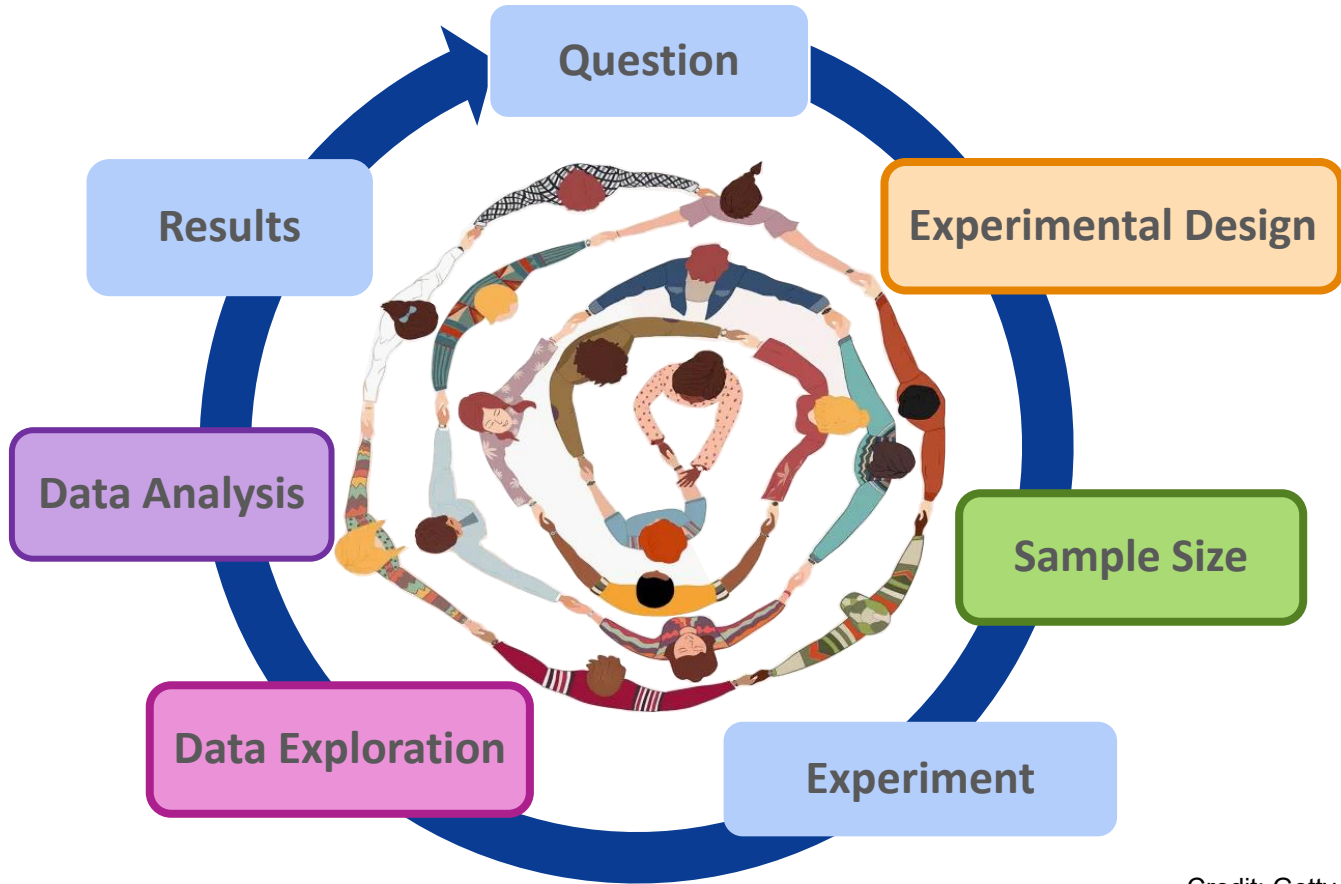 Question
Experimental Design
Sample Size
Experiment
Data Exploration
Data Analysis
Results